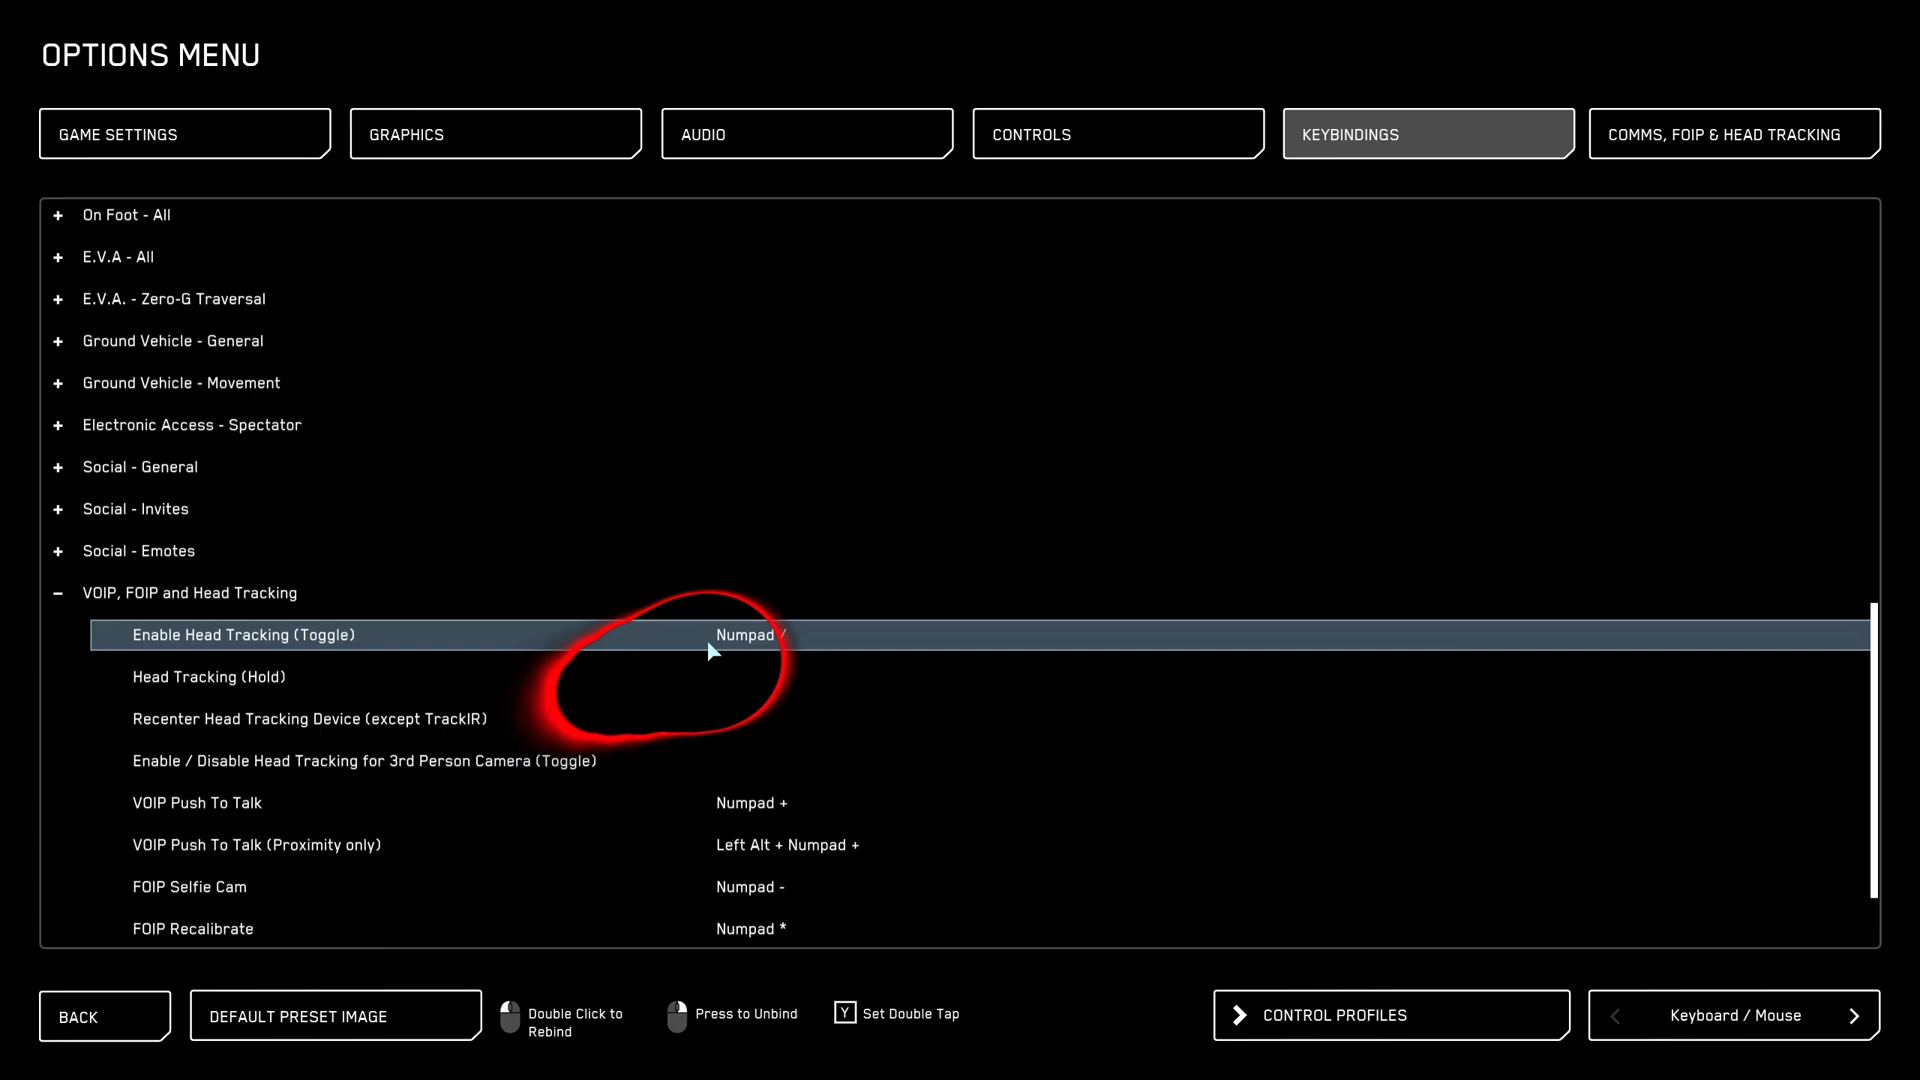 OPTIONS MENU
GAME SETTINGS
GRAPHICS
AUDIO
CONTROLS
KEYBINDINGS
COMMS, FOIP & HEAD TRACKING
+ On Foot - All
+ E.V.A - All
+ E.V.A. - Zero-G Traversal
+ Ground Vehicle - General
+ Ground Vehicle - Movement
+ Electronic Access - Spectator
+ Social - General
+ Social - Invites
+ Social - Emotes
- VOIP, FOIP and Head Tracking
Enable Head Tracking (Toggle) Numpad /
Head Tracking (Hold)
Recenter Head Tracking Device (except TrackIR)
Enable / Disable Head Tracking for 3rd Person Camera (Toggle)
VOIP Push To Talk Numpad +
VOIP Push To Talk (Proximity only) Left Alt + Numpad +
FOIP Selfie Cam Numpad -
FOIP Recalibrate Numpad *
BACK
DEFAULT PRESET IMAGE
Double Click to
Rebind
Press to Unbind
Y Set Double Tap
CONTROL PROFILES
Keyboard / Mouse